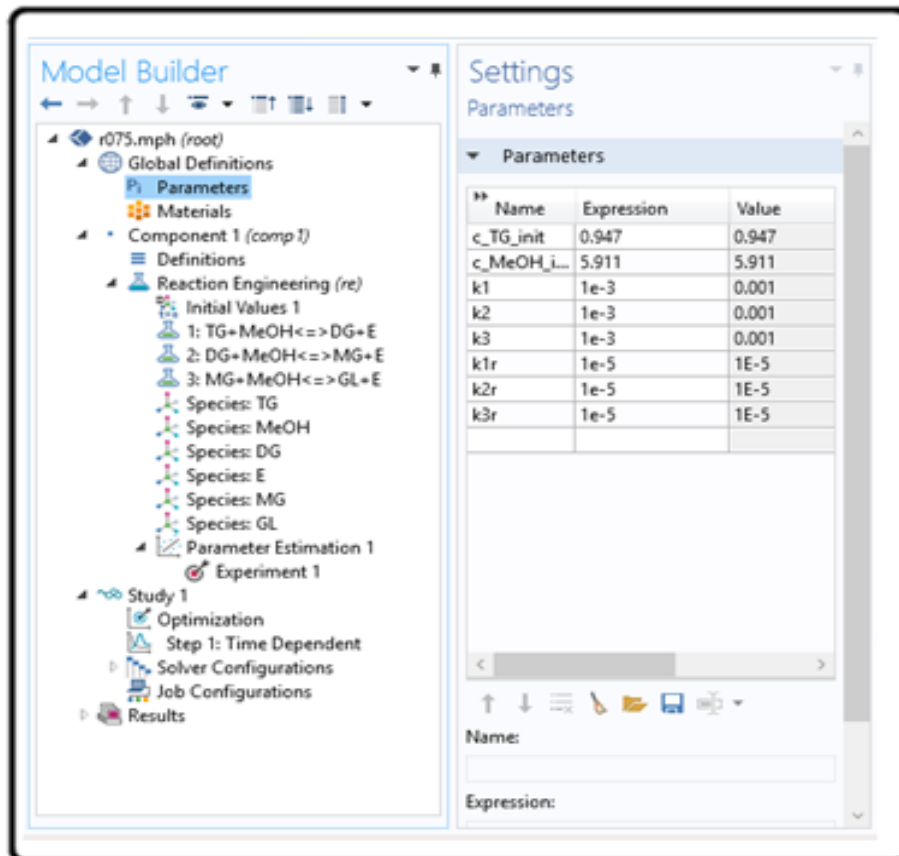 Model Builder
r075.mph (root)
Global Definitions
Pi Parameters
Materials
Component 1 (comp1)
Definitions
Reaction Engineering (re)
Initial Values 1
1: TG+MeOH<=>DG+E
2: DG+MeOH<=>MG+E
3: MG+MeOH<=>GL+E
Species: TG
Species: MeOH
Species: DG
Species: E
Species: MG
Species: GL
Parameter Estimation 1
Experiment 1
Study 1
Optimization
Step 1: Time Dependent
Solver Configurations
Job Configurations
Results
Settings
Parameters
Parameters
Name Expression Value
c_TG_init 0.947 0.947
c_MeOH_i... 5.911 5.911
k1 1e-3 0.001
k2 1e-3 0.001
k3 1e-3 0.001
k1r 1e-5 1E-5
k2r 1e-5 1E-5
k3r 1e-5 1E-5
Name:
Expression: